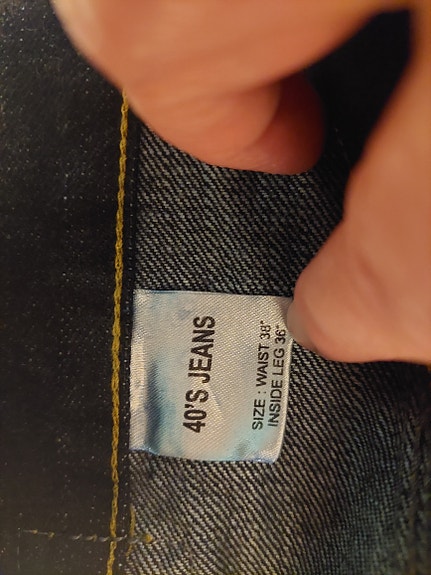 40'S JEANS
SIZE : WAIST 38"
INSIDE LEG 36"